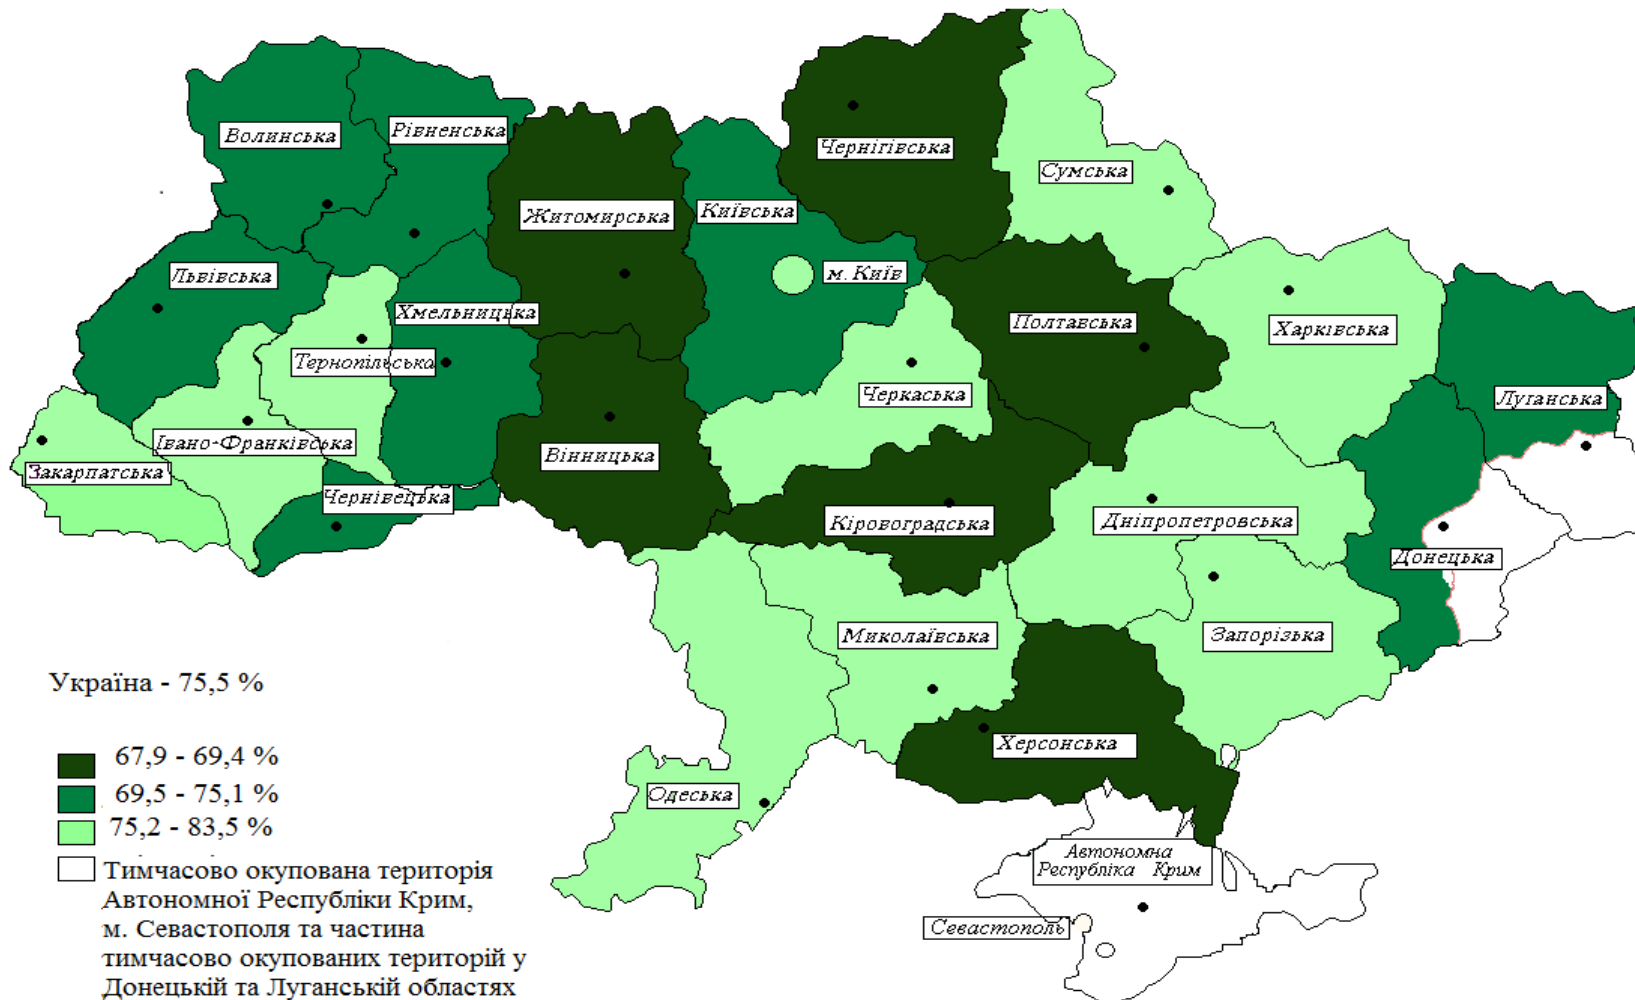 Чернігівська
Сумська
Волинська
Рівненська
Житомирська
Київська
м. Київ
Львівська
Хмельницька
Тернопільська
Полтавська
Харківська
Черкаська
Луганська
Івано-Франківська
Закарпатська
Вінницька
Чернівецька
Кіровоградська
Дніпропетровська
Донецька
Миколаївська
Запорізька
Херсонська
Одеська
Автономна
Республіка Крим
Севастополь
Україна - 75,5 %
67,9 - 69,4 %
69,5 - 75,1 %
75,2 - 83,5 %
Тимчасово окупована територія
Автономної Республіки Крим,
м. Севастополя та частина
тимчасово окупованих територій у
Донецькій та Луганській областях